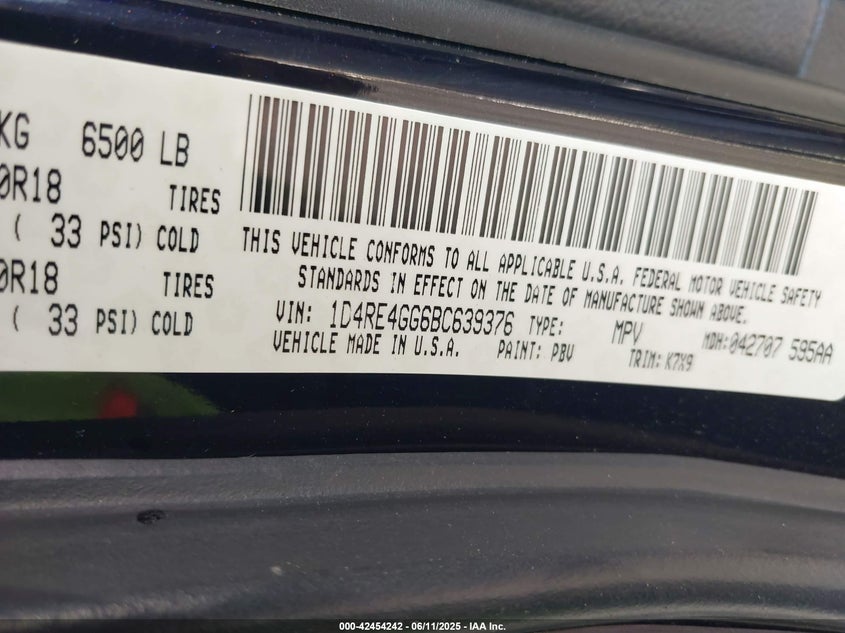 KG 6500 LB
0R18 TIRES
( 33 PSI) COLD
0R18 TIRES
( 33 PSI) COLD
THIS VEHICLE CONFORMS TO ALL APPLICABLE U.S.A. FEDERAL MOTOR VEHICLE SAFETY
STANDARDS IN EFFECT ON THE DATE OF MANUFACTURE SHOWN ABOVE.
VIN: 1D4RE4GG6BC639376 TYPE: MPV MDH:042707 595AA
VEHICLE MADE IN U.S.A. PAINT: PBV TRIM: K7X9
000-42454242 - 06/11/2025 - IAA Inc.